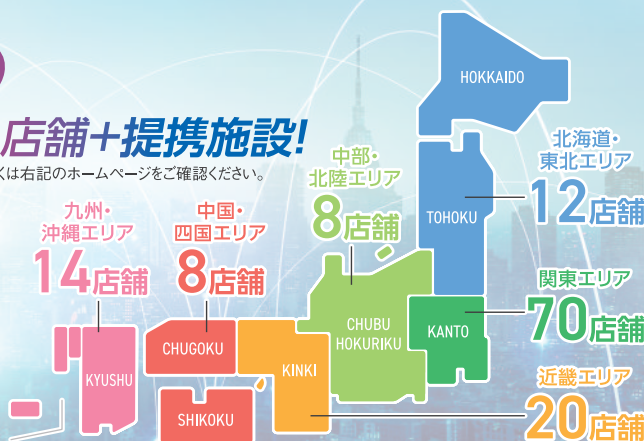 店舗+提携施設!
くは右記のホームページをご確認ください。
HOKKAIDO
北海道・
東北エリア
12店舗
中部・
北陸エリア
8店舗
TOHOKU
九州・
沖縄エリア
14店舗
中国・
四国エリア
8店舗
関東エリア
70店舗
CHUBU
HOKURIKU
KANTO
CHUGOKU
KINKI
KYUSHU
近畿エリア
20店舗
SHIKOKU